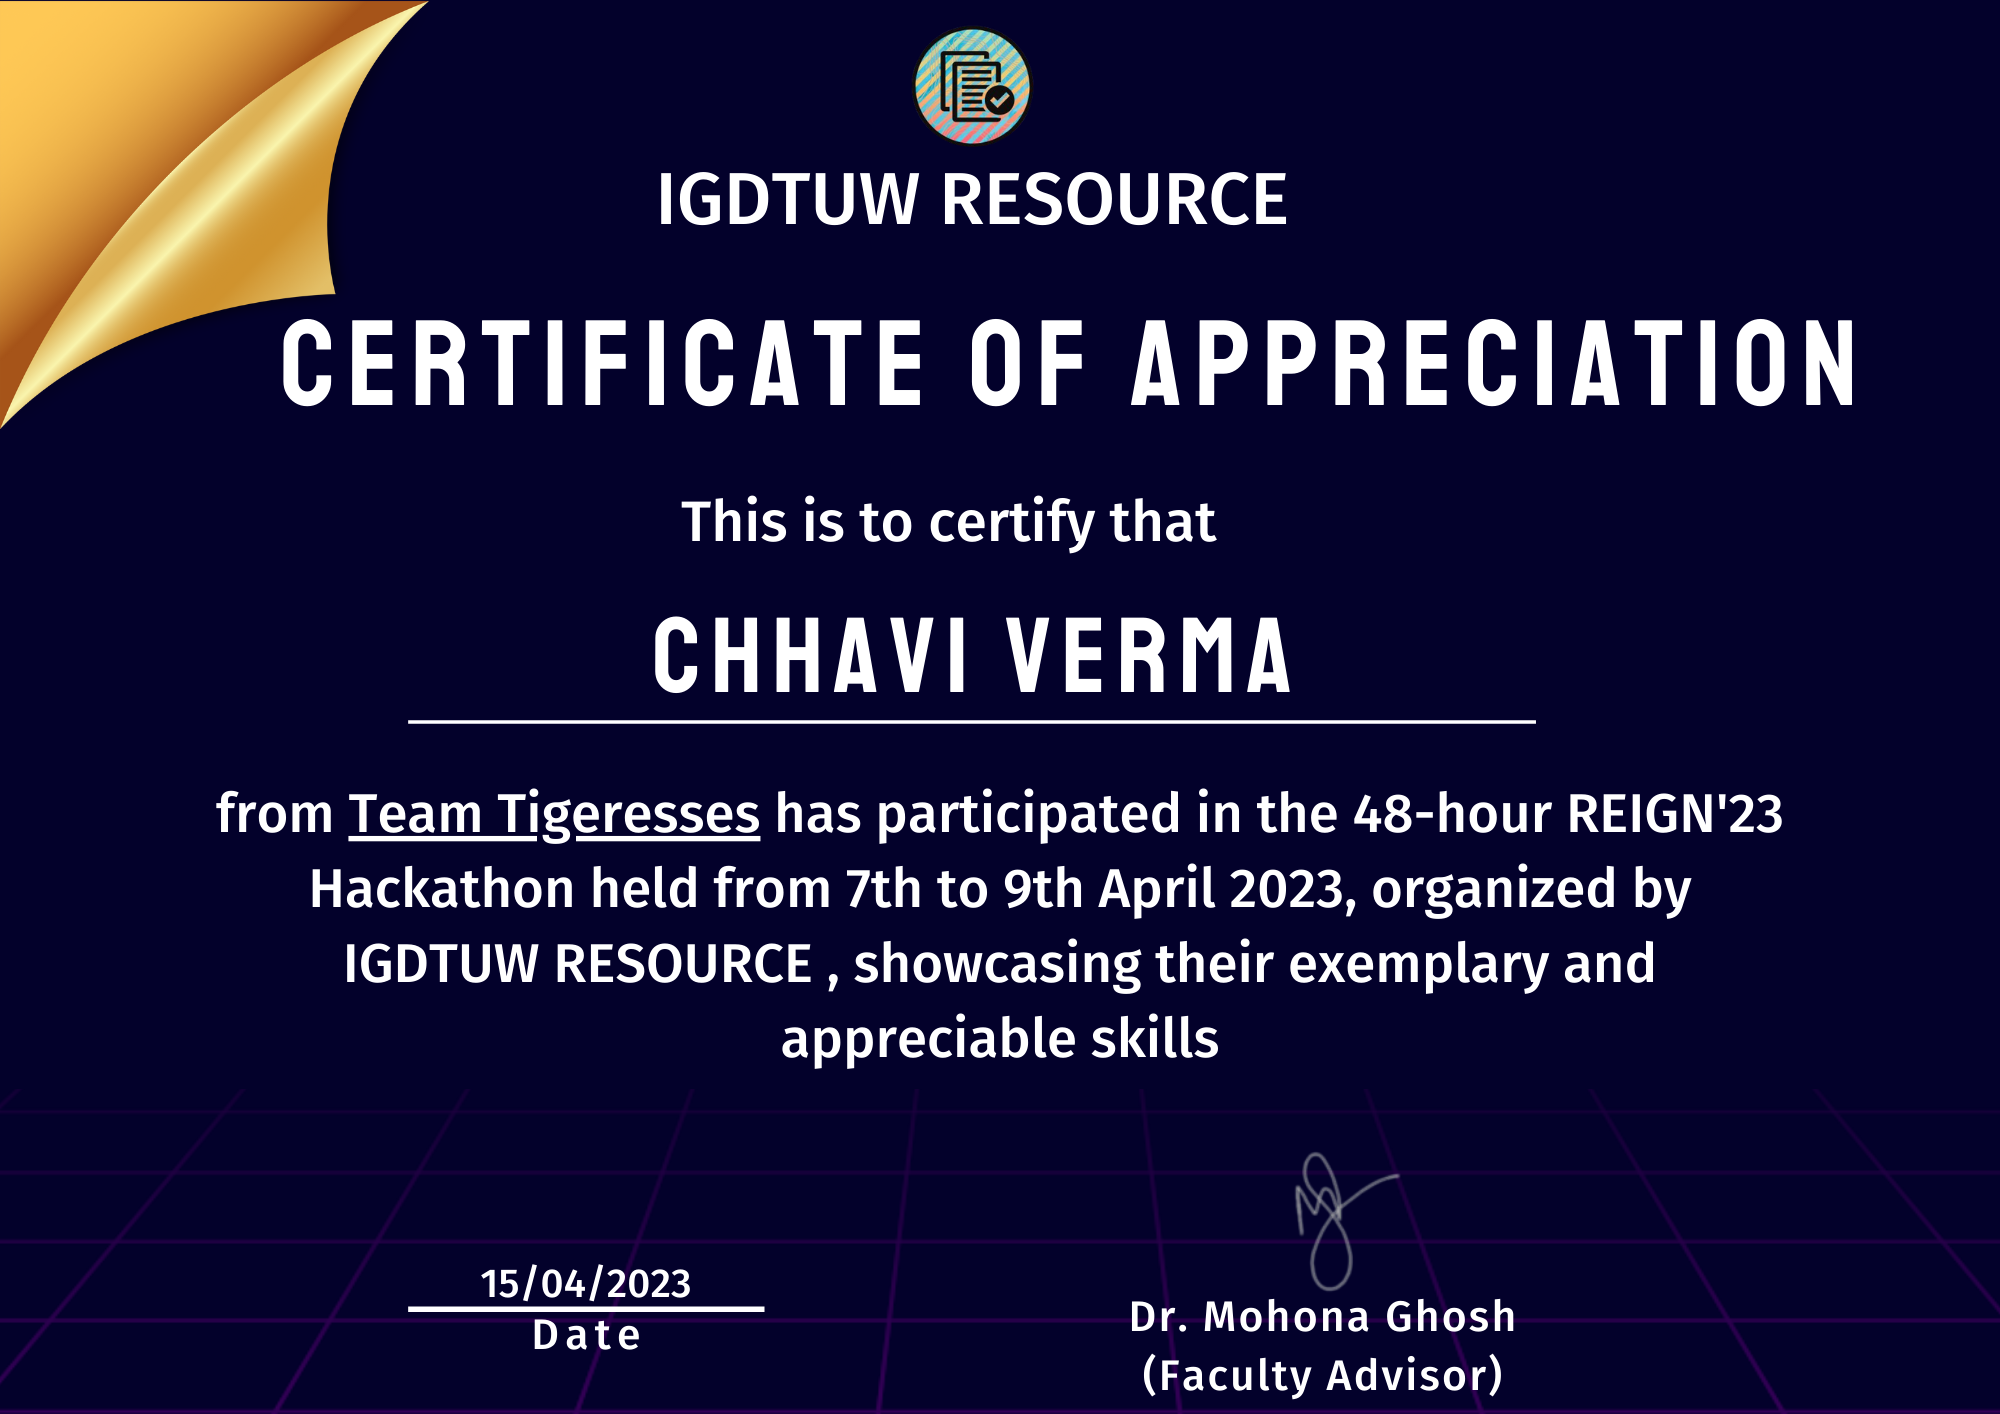 IGDTUW RESOURCE
CERTIFICATE OF APPRECIATION
This is to certify that
CHHAVI VERMA
from Team Tigeresses has participated in the 48-hour REIGN'23
Hackathon held from 7th to 9th April 2023, organized by
IGDTUW RESOURCE , showcasing their exemplary and
appreciable skills
15/04/2023
Date
Dr. Mohona Ghosh
(Faculty Advisor)